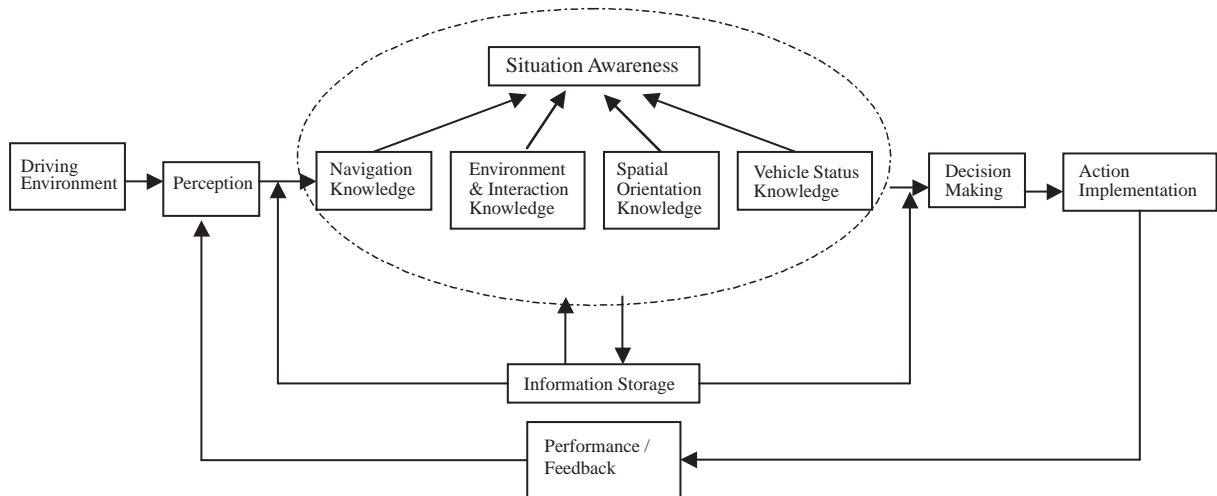 Situation Awareness
Driving
Environment
Perception
Navigation
Knowledge
Environment
& Interaction
Knowledge
Spatial
Orientation
Knowledge
Vehicle Status
Knowledge
Decision
Making
Action
Implementation
Information Storage
Performance /
Feedback